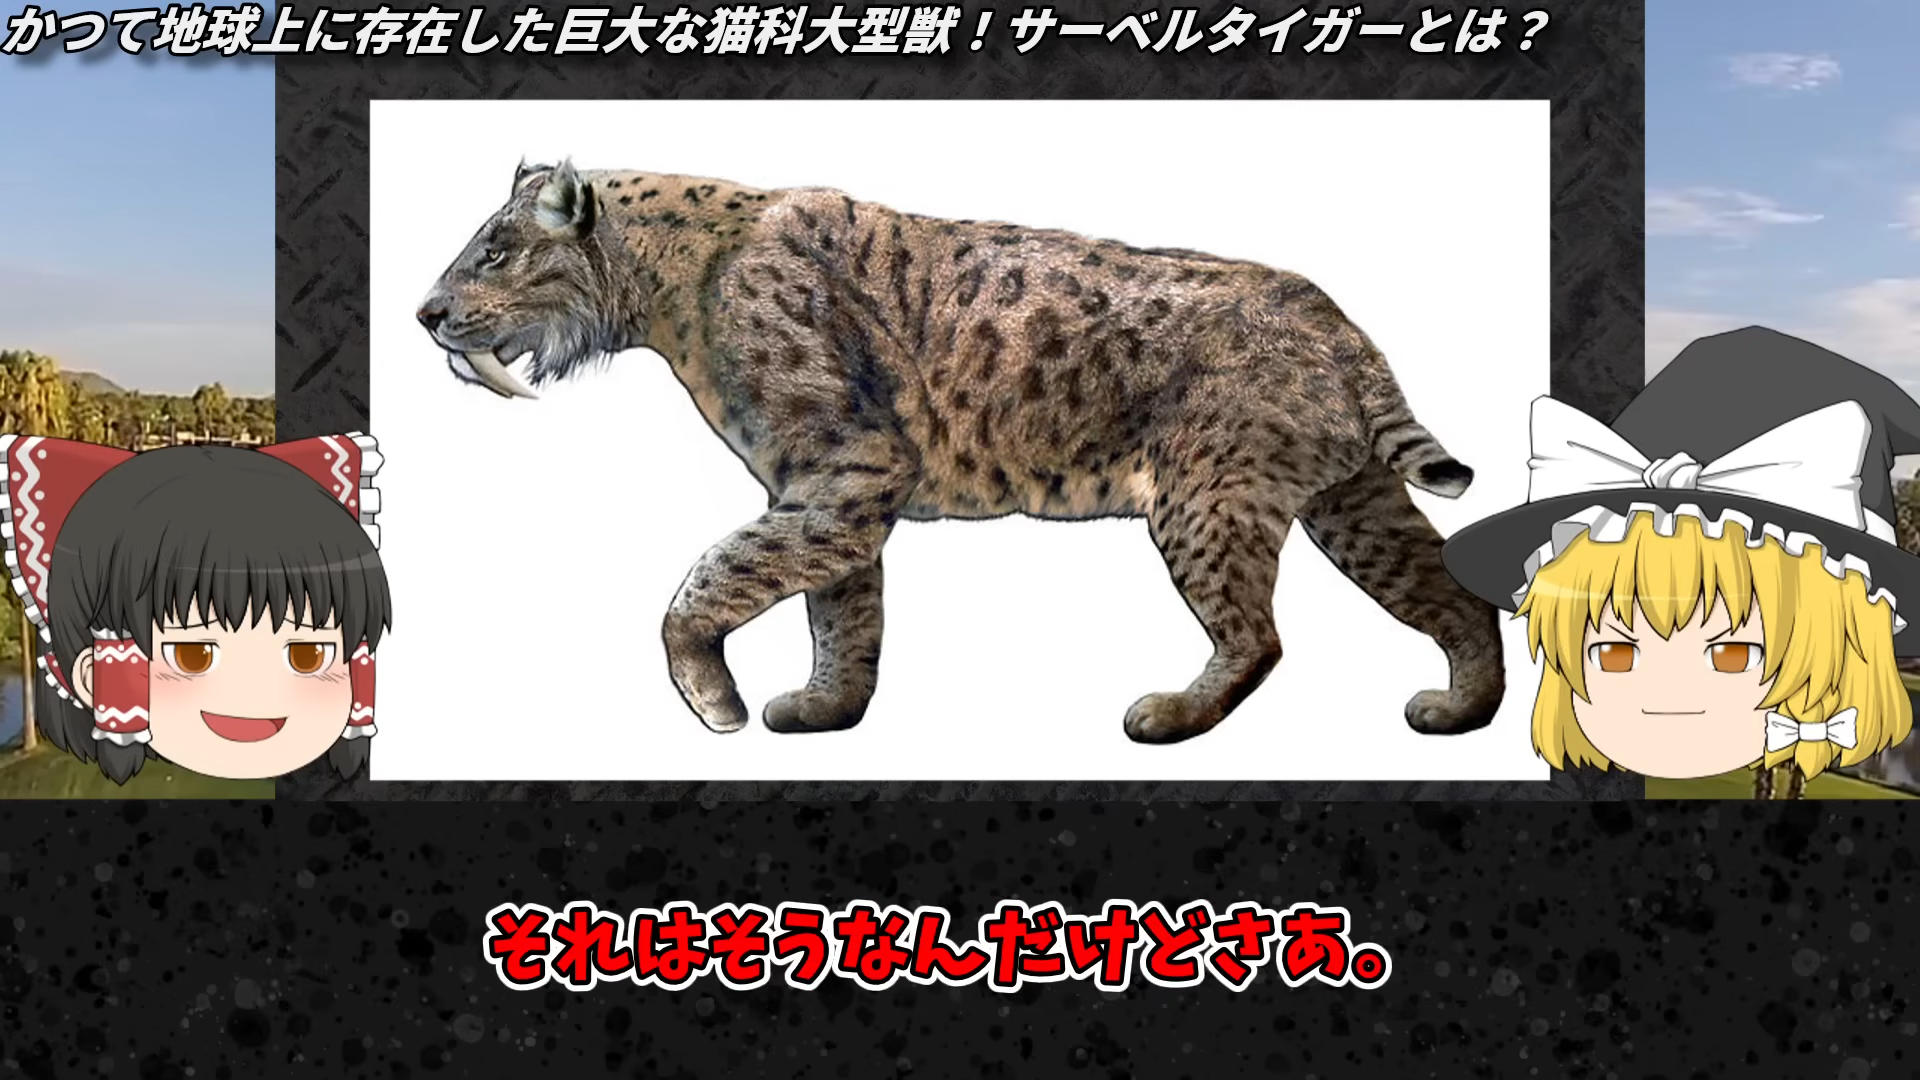 かつて地球上に存在した巨大な猫科大型獣！サーベルタイガーとは？
それはそうなんだけどさあ。